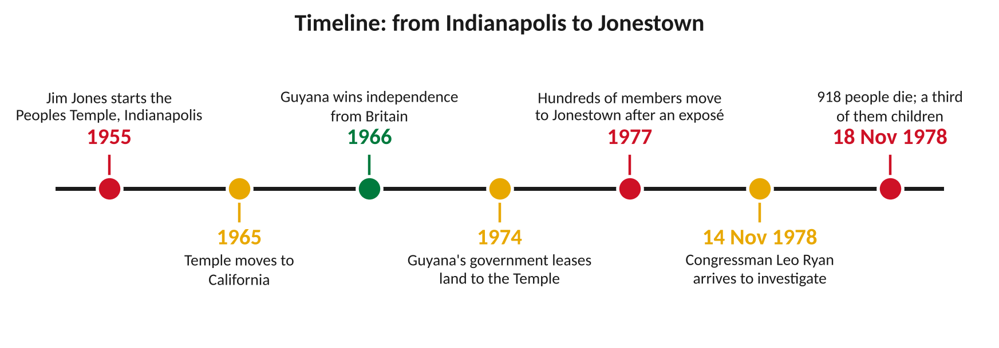 Timeline: from Indianapolis to Jonestown
Jim Jones starts the
Peoples Temple, Indianapolis
1955
1965
Temple moves to
California
Guyana wins independence
from Britain
1966
1974
Guyana's government leases
land to the Temple
Hundreds of members move
to Jonestown after an exposé
1977
14 Nov 1978
Congressman Leo Ryan
arrives to investigate
918 people die; a third
of them children
18 Nov 1978